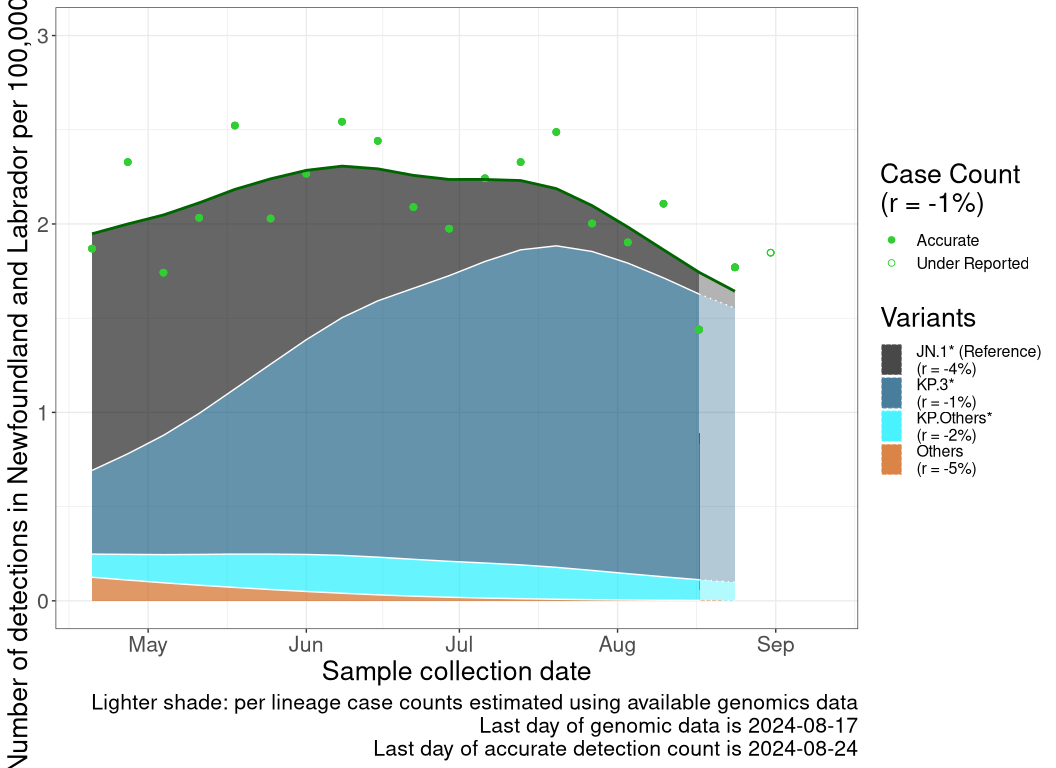 Number of detections in Newfoundland and Labrador per 100,000
3
2
1
0
May Jun Jul Aug Sep
Sample collection date
Lighter shade: per lineage case counts estimated using available genomics data
Last day of genomic data is 2024-08-17
Last day of accurate detection count is 2024-08-24
Case Count
(r = -1%)
Accurate
Under Reported
Variants
JN.1* (Reference)
(r = -4%)
KP.3*
(r = -1%)
KP.Others*
(r = -2%)
Others
(r = -5%)